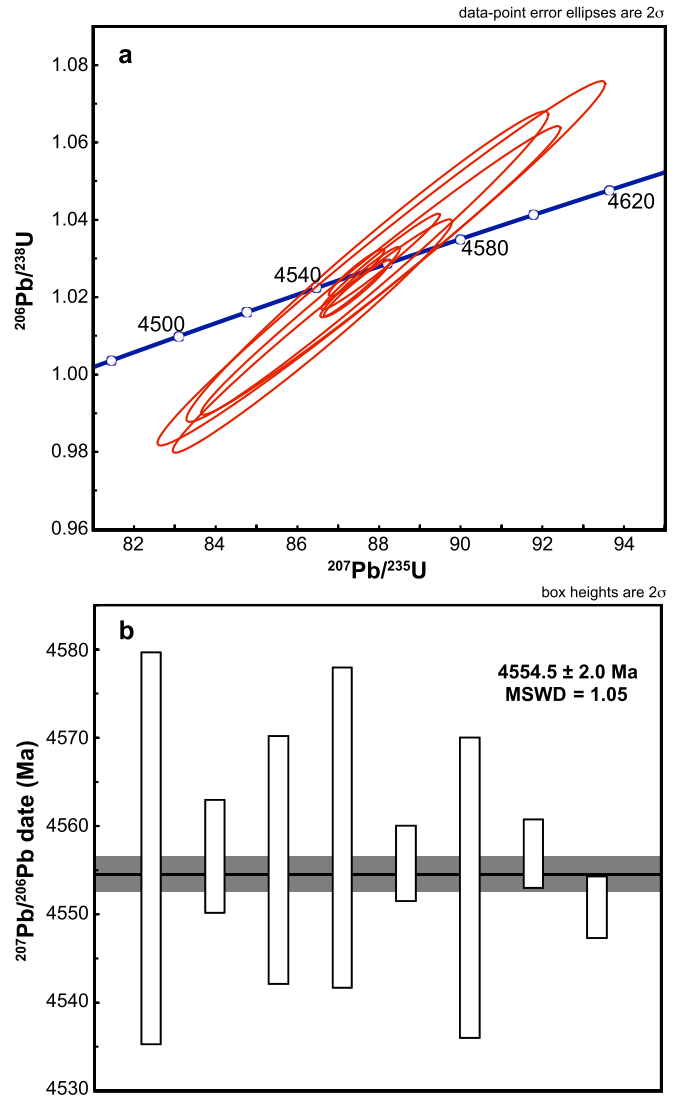 data-point error ellipses are 2σ
a
1.08
1.06
1.04
1.02
1.00
0.98
0.96
206Pb/238U
4500
4540
4580
4620
82 84 86 88 90 92 94
207Pb/235U
box heights are 2σ
b
4580
4570
4560
4550
4540
4530
207Pb/206Pb date (Ma)
4554.5 ± 2.0 Ma
MSWD = 1.05